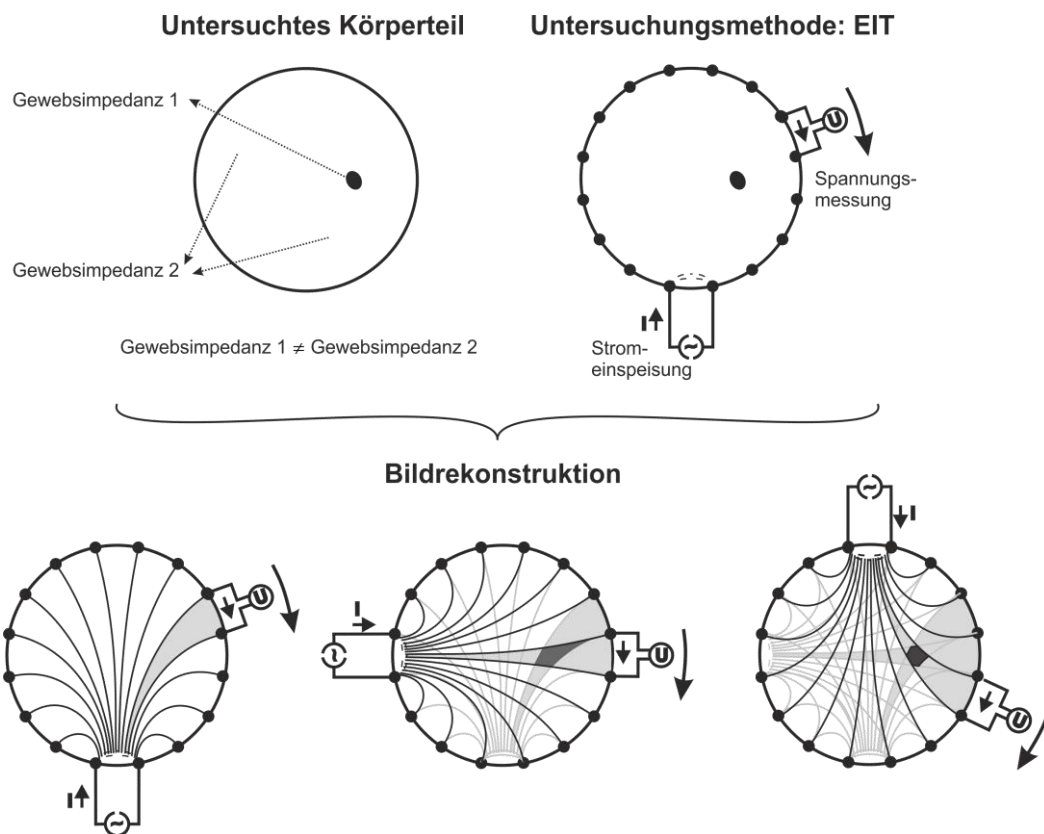 Untersuchtes Körperteil
Untersuchungsmethode: EIT
Gewebsimpedanz 1
U
Spannungs-
messung
Gewebsimpedanz 2
I
Gewebsimpedanz 1 ≠ Gewebsimpedanz 2
Strom-
einspeisung
~
Bildrekonstruktion
~
I
U
I
~
U
I
~
U